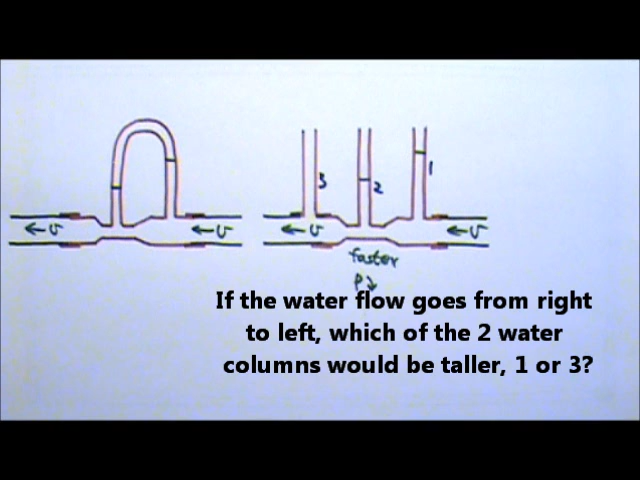 1
3
2
← v
← v
← v
← v
faster
P↓
If the water flow goes from right
to left, which of the 2 water
columns would be taller, 1 or 3?